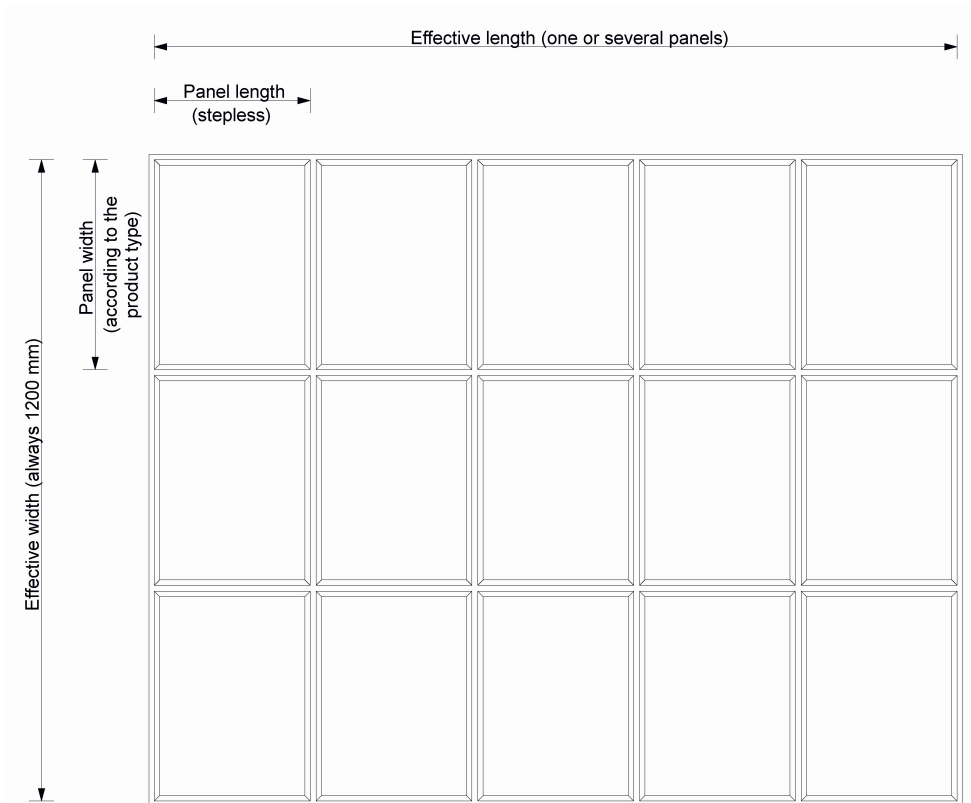 Effective length (one or several panels)
Panel length
(stepless)
Panel width
(according to the
product type)
Effective width (always 1200 mm)